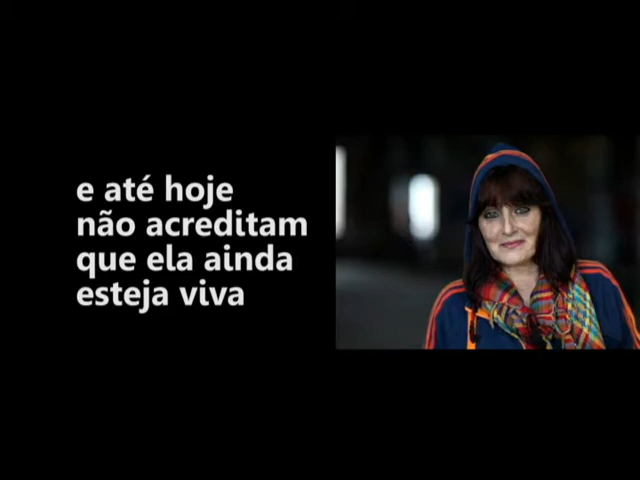 e até hoje
não acreditam
que ela ainda
esteja viva